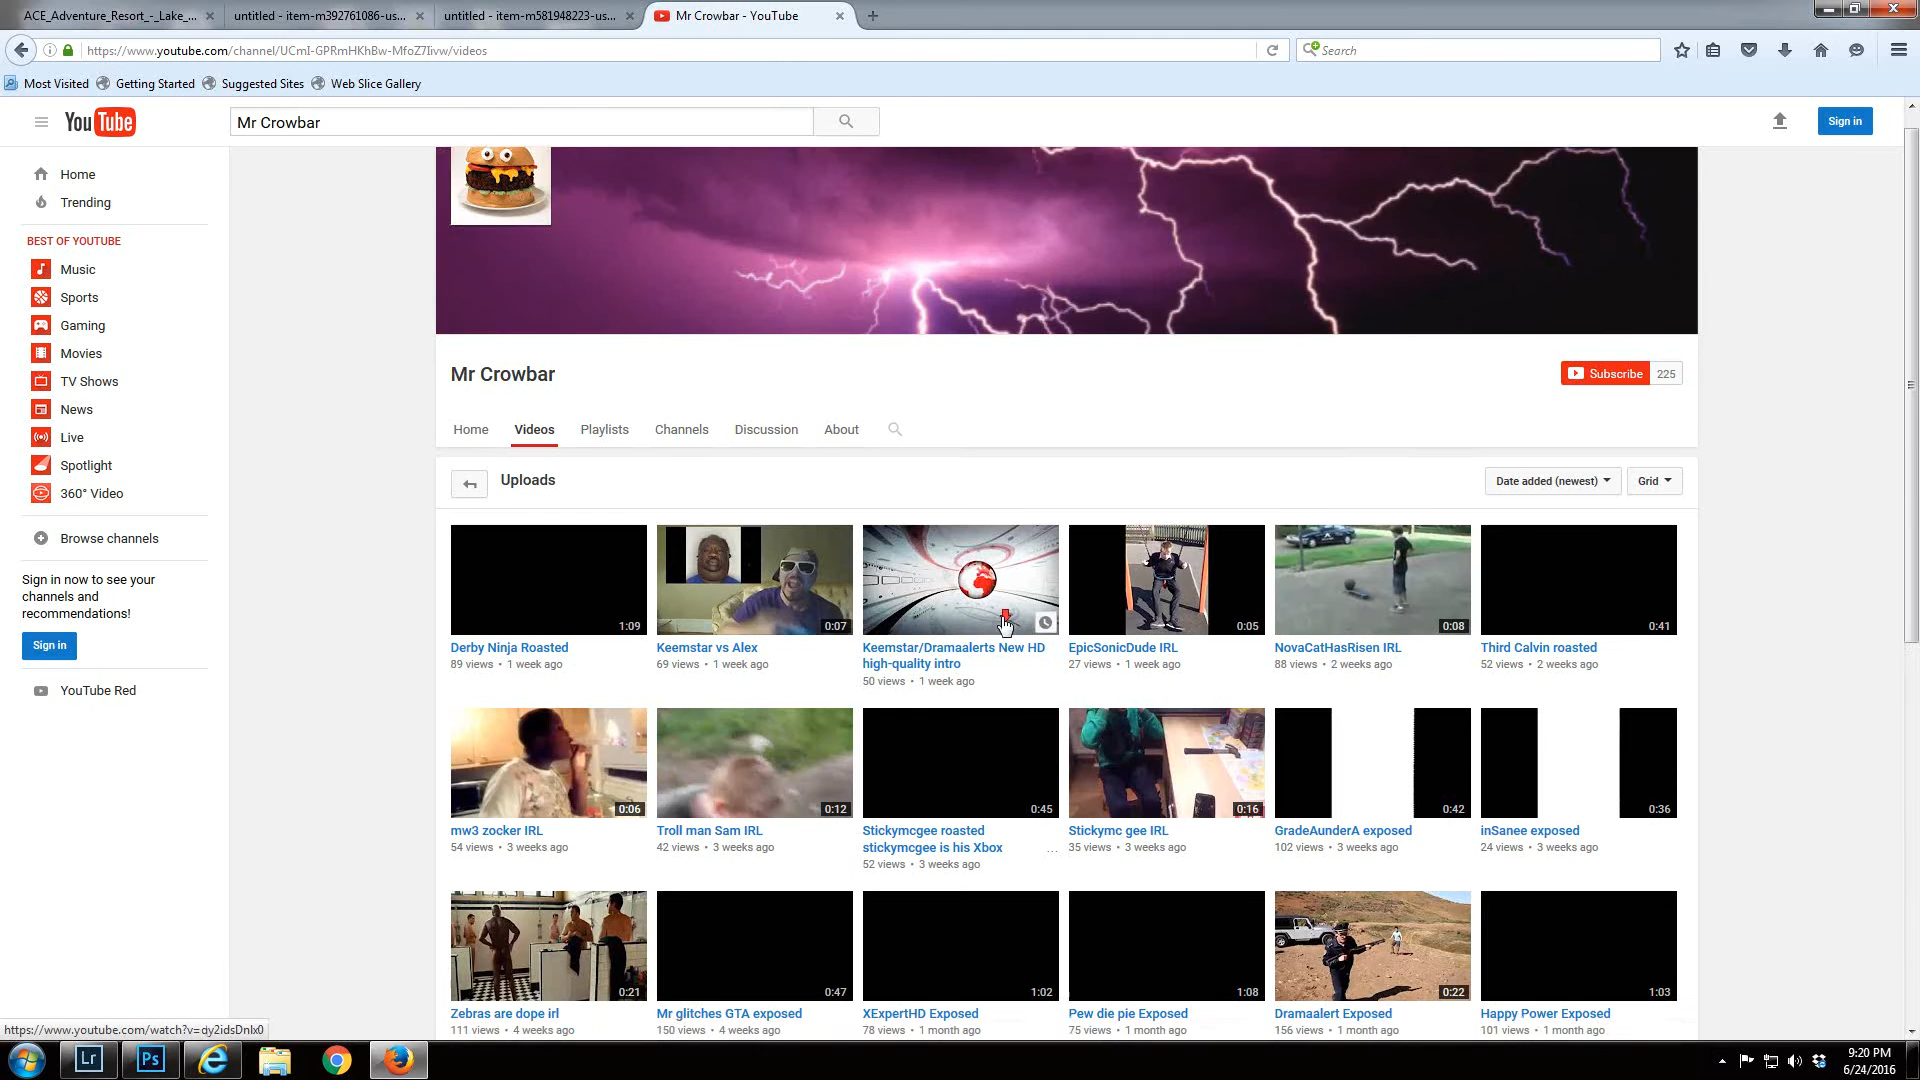 ACE_Adventure_Resort_-_Lake_...
untitled - item-m392761086-us...
untitled - item-m581948223-us...
Mr Crowbar - YouTube
https://www.youtube.com/channel/UCmI-GPRmHKhBw-MfoZ7Iivw/videos
Search
Most Visited
Getting Started
Suggested Sites
Web Slice Gallery
YouTube
Mr Crowbar
Sign in
Home
Trending
BEST OF YOUTUBE
Music
Sports
Gaming
Movies
TV Shows
News
Live
Spotlight
360° Video
Browse channels
Sign in now to see your
channels and
recommendations!
Sign in
YouTube Red
Mr Crowbar
Subscribe 225
Home Videos Playlists Channels Discussion About
Uploads
Date added (newest)
Grid
1:09
0:07
0:05
0:08
0:41
Derby Ninja Roasted
89 views • 1 week ago
Keemstar vs Alex
69 views • 1 week ago
Keemstar/Dramaalerts New HD
high-quality intro
50 views • 1 week ago
EpicSonicDude IRL
27 views • 1 week ago
NovaCatHasRisen IRL
88 views • 2 weeks ago
Third Calvin roasted
52 views • 2 weeks ago
0:06
0:12
0:45
0:16
0:42
0:36
mw3 zocker IRL
54 views • 3 weeks ago
Troll man Sam IRL
42 views • 3 weeks ago
Stickymcgee roasted
stickymcgee is his Xbox ...
52 views • 3 weeks ago
Stickymc gee IRL
35 views • 3 weeks ago
GradeAunderA exposed
102 views • 3 weeks ago
inSanee exposed
24 views • 3 weeks ago
0:21
0:47
1:02
1:08
0:22
1:03
Zebras are dope irl
111 views • 4 weeks ago
Mr glitches GTA exposed
150 views • 4 weeks ago
XExpertHD Exposed
78 views • 1 month ago
Pew die pie Exposed
75 views • 1 month ago
Dramaalert Exposed
156 views • 1 month ago
Happy Power Exposed
101 views • 1 month ago
https://www.youtube.com/watch?v=dy2idsDnlx0
Lr
Ps
9:20 PM
6/24/2016